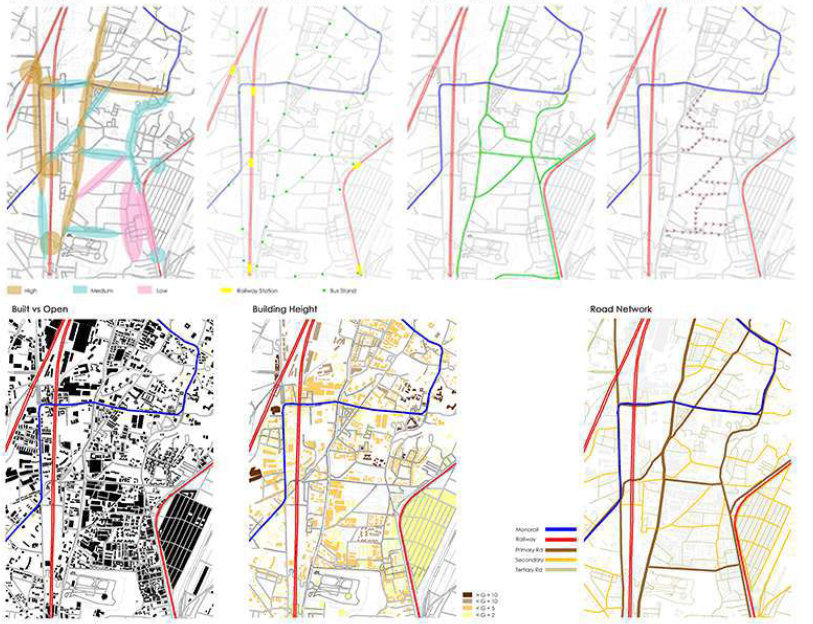 High
Medium
Low
Railway Station
Bus Stand
Built vs Open
Building Height
Road Network
Monorail
Railway
Primary Rd
Secondary
Tertiary Rd
> G + 10
< G + 10
< G + 5
< G + 2